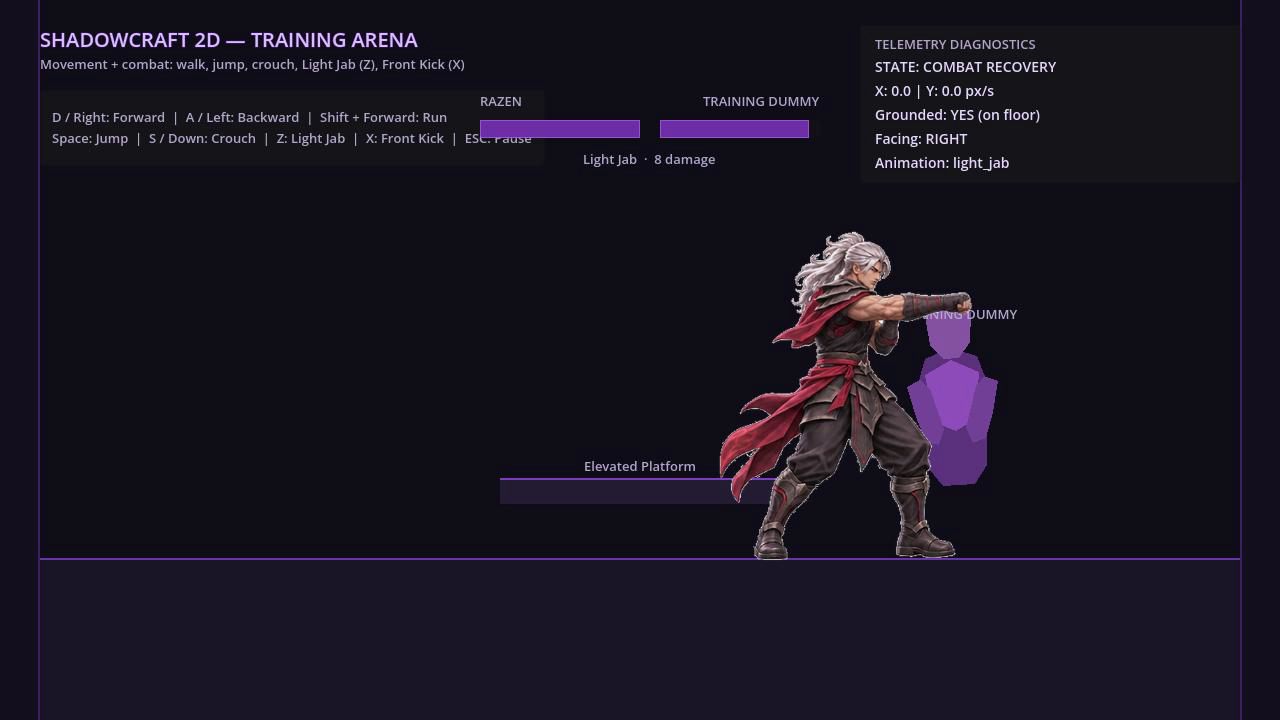 SHADOWCRAFT 2D — TRAINING ARENA
Movement + combat: walk, jump, crouch, Light Jab (Z), Front Kick (X)
D / Right: Forward | A / Left: Backward | Shift + Forward: Run
Space: Jump | S / Down: Crouch | Z: Light Jab | X: Front Kick | ESC: Pause
RAZEN
TRAINING DUMMY
Light Jab · 8 damage
TELEMETRY DIAGNOSTICS
STATE: COMBAT RECOVERY
X: 0.0 | Y: 0.0 px/s
Grounded: YES (on floor)
Facing: RIGHT
Animation: light_jab
DUMMY
Elevated Platform